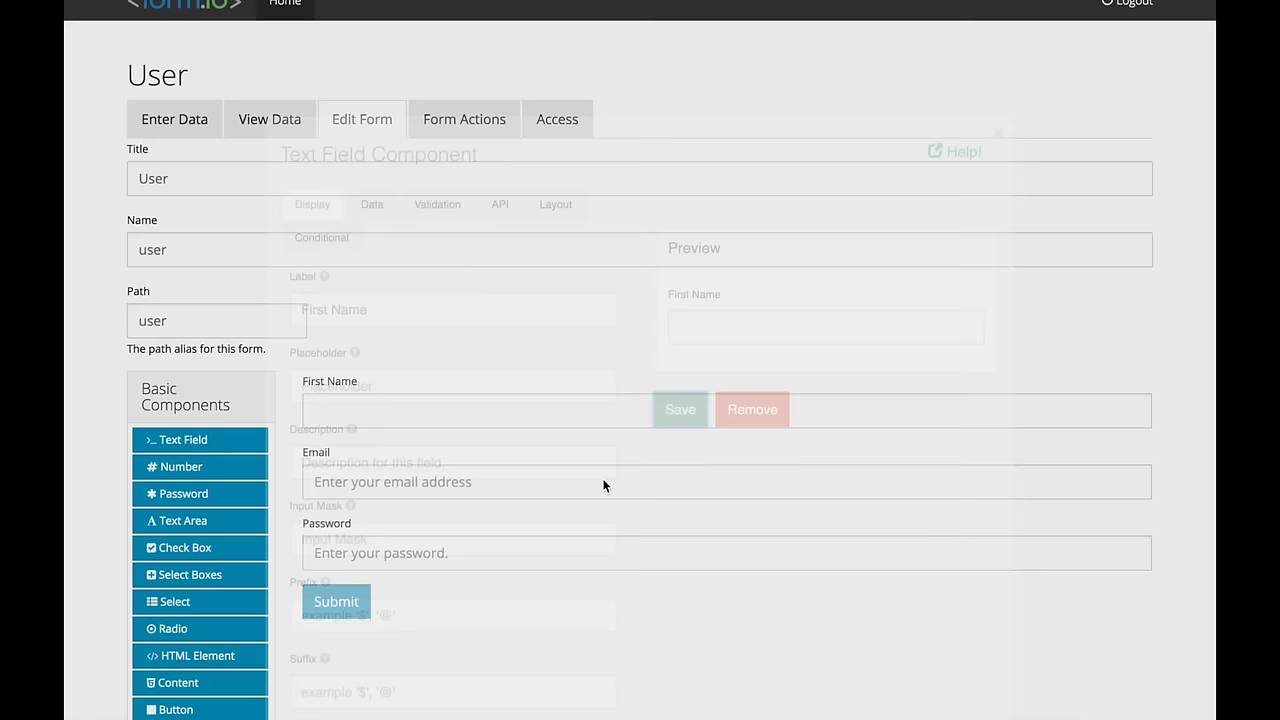 <form.io>
Home
Logout
User
Enter Data
View Data
Edit Form
Form Actions
Access
Title
User
Name
user
Path
user
The path alias for this form.
Text Field Component
Help!
Display
Data
Validation
API
Layout
Conditional
Label
First Name
Placeholder
Placeholder
Description
Description for this field.
Input Mask
Input Mask
Prefix
example '$', '@'
Suffix
example '$', '@'
Preview
First Name
Save
Remove
Basic
Components
>_ Text Field
# Number
Password
Text Area
Check Box
Select Boxes
Select
Radio
</> HTML Element
Content
Button
First Name
Email
Enter your email address
Password
Enter your password.
Submit